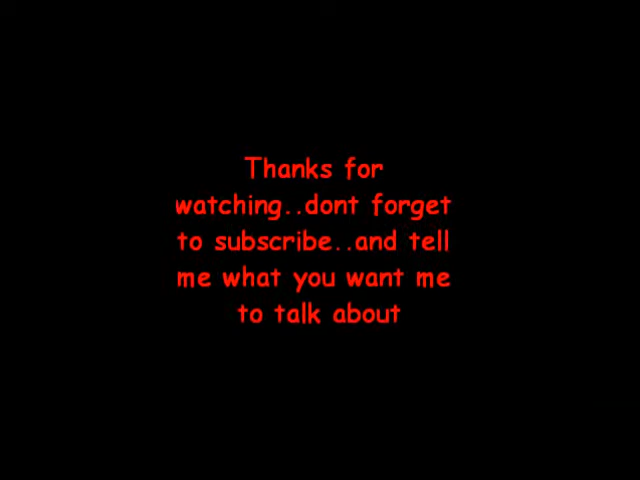 Thanks for
watching..dont forget
to subscribe..and tell
me what you want me
to talk about